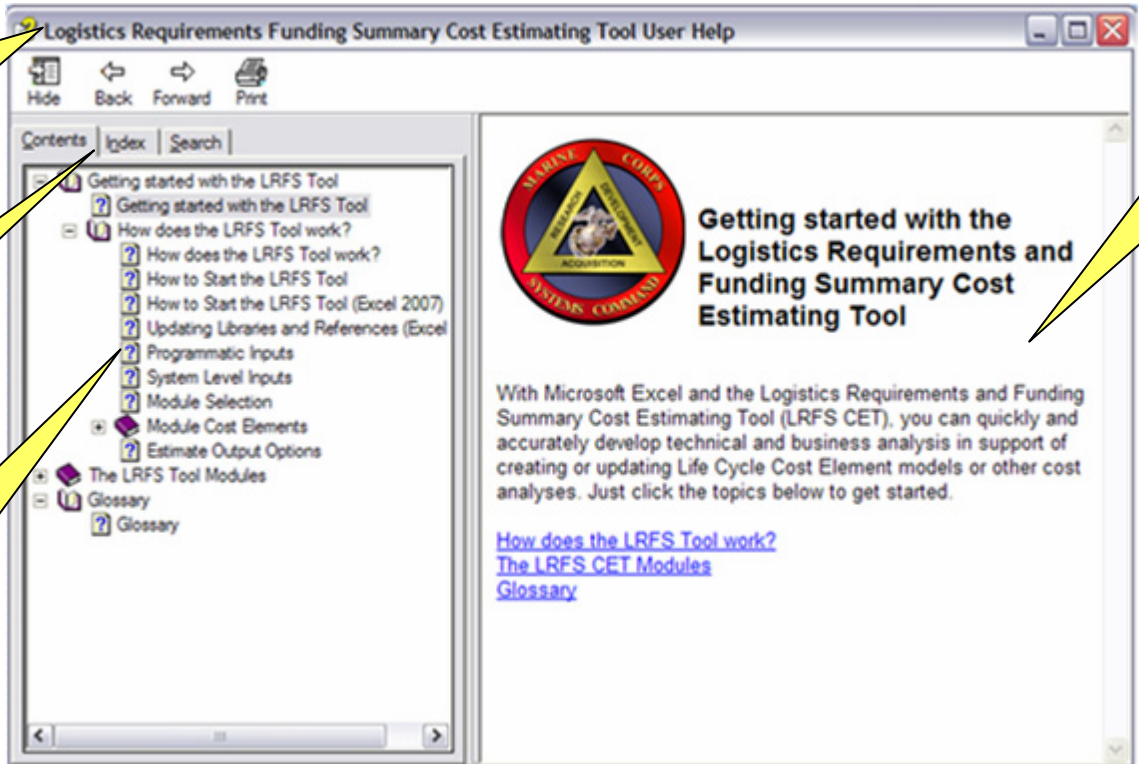 Logistics Requirements Funding Summary Cost Estimating Tool User Help
Hide Back Forward Print
Contents Index Search
Getting started with the LRFS Tool
Getting started with the LRFS Tool
How does the LRFS Tool work?
How does the LRFS Tool work?
How to Start the LRFS Tool
How to Start the LRFS Tool (Excel 2007)
Updating Libraries and References (Excel
Programmatic Inputs
System Level Inputs
Module Selection
Module Cost Elements
Estimate Output Options
The LRFS Tool Modules
Glossary
Glossary
MARINE CORPS
SYSTEMS COMMAND
RESEARCH
DEVELOPMENT
ACQUISITION
Getting started with the
Logistics Requirements and
Funding Summary Cost
Estimating Tool
With Microsoft Excel and the Logistics Requirements and Funding
Summary Cost Estimating Tool (LRFS CET), you can quickly and
accurately develop technical and business analysis in support of
creating or updating Life Cycle Cost Element models or other cost
analyses. Just click the topics below to get started.
How does the LRFS Tool work?
The LRFS CET Modules
Glossary